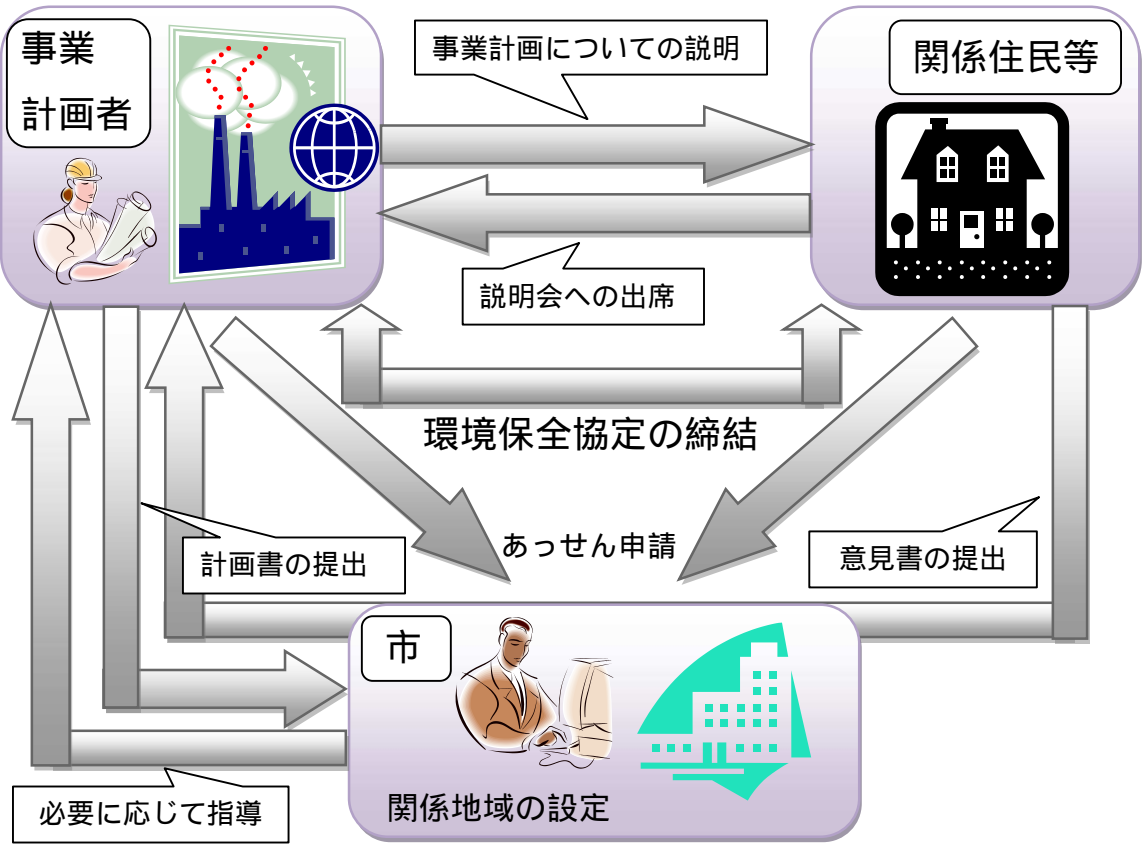 事業
計画者
事業計画についての説明
関係住民等
説明会への出席
環境保全協定の締結
あっせん申請
計画書の提出
意見書の提出
市
関係地域の設定
必要に応じて指導